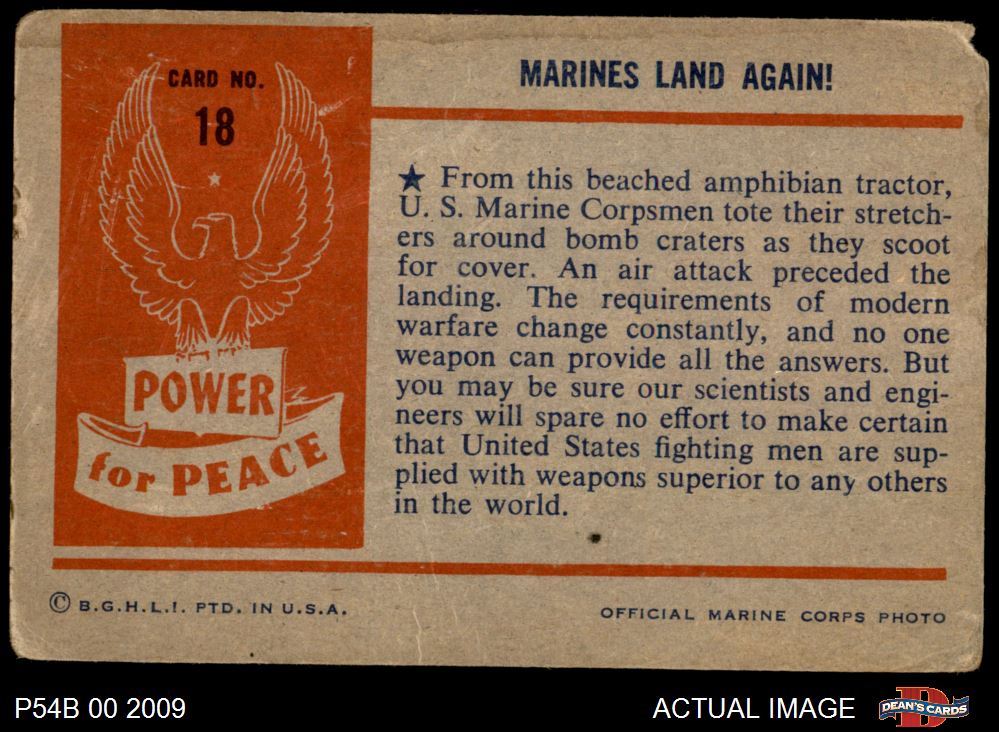 CARD NO.
18
POWER
for PEACE
MARINES LAND AGAIN!
★ From this beached amphibian tractor,
U. S. Marine Corpsmen tote their stretch-
ers around bomb craters as they scoot
for cover. An air attack preceded the
landing. The requirements of modern
warfare change constantly, and no one
weapon can provide all the answers. But
you may be sure our scientists and engi-
neers will spare no effort to make certain
that United States fighting men are sup-
plied with weapons superior to any others
in the world.
© B.G.H.L.I. PTD. IN U.S.A.
OFFICIAL MARINE CORPS PHOTO
P54B 00 2009
ACTUAL IMAGE
D
DEAN'S CARDS